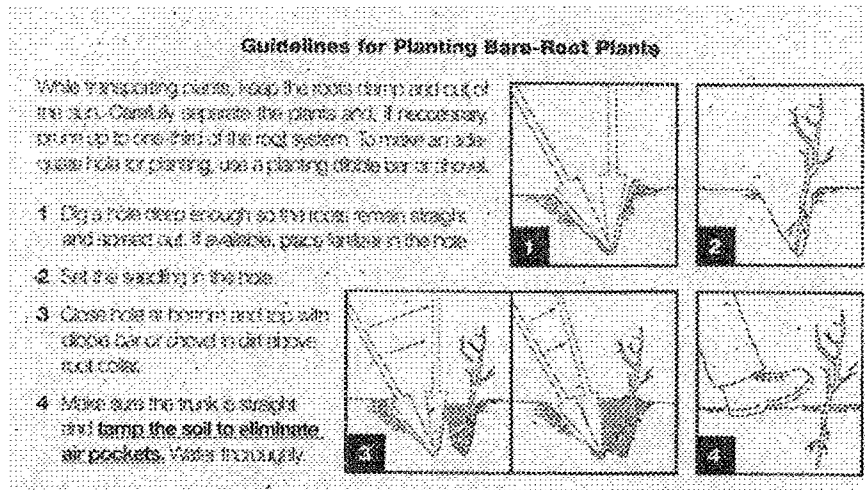 Guidelines for Planting Bare-Root Plants
While transporting plants, keep the roots damp and out of
the sun. Carefully separate the plants and, if neccessary,
prune up to one-third of the root system. To make an ade-
quate hole for planting, use a planting dibble bar or shovel.
1 Dig a hole deep enough so the roots remain straight
and spread out. If available, place fertilizer in the hole.
2 Set the seedling in the hole.
3 Close hole at bottom and top with
dibble bar or shovel in dirt above
root collar.
4 Make sure the trunk is straight
and tamp the soil to eliminate
air pockets. Water thoroughly.
1
2
3
4